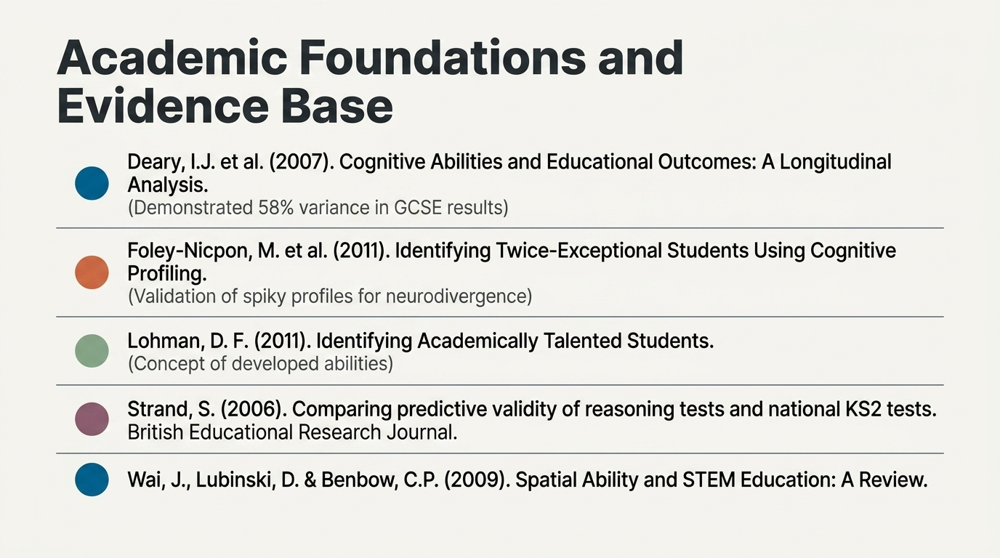 Academic Foundations and
Evidence Base
Deary, I.J. et al. (2007). Cognitive Abilities and Educational Outcomes: A Longitudinal
Analysis.
(Demonstrated 58% variance in GCSE results)
Foley-Nicpon, M. et al. (2011). Identifying Twice-Exceptional Students Using Cognitive
Profiling.
(Validation of spiky profiles for neurodivergence)
Lohman, D. F. (2011). Identifying Academically Talented Students.
(Concept of developed abilities)
Strand, S. (2006). Comparing predictive validity of reasoning tests and national KS2 tests.
British Educational Research Journal.
Wai, J., Lubinski, D. & Benbow, C.P. (2009). Spatial Ability and STEM Education: A Review.